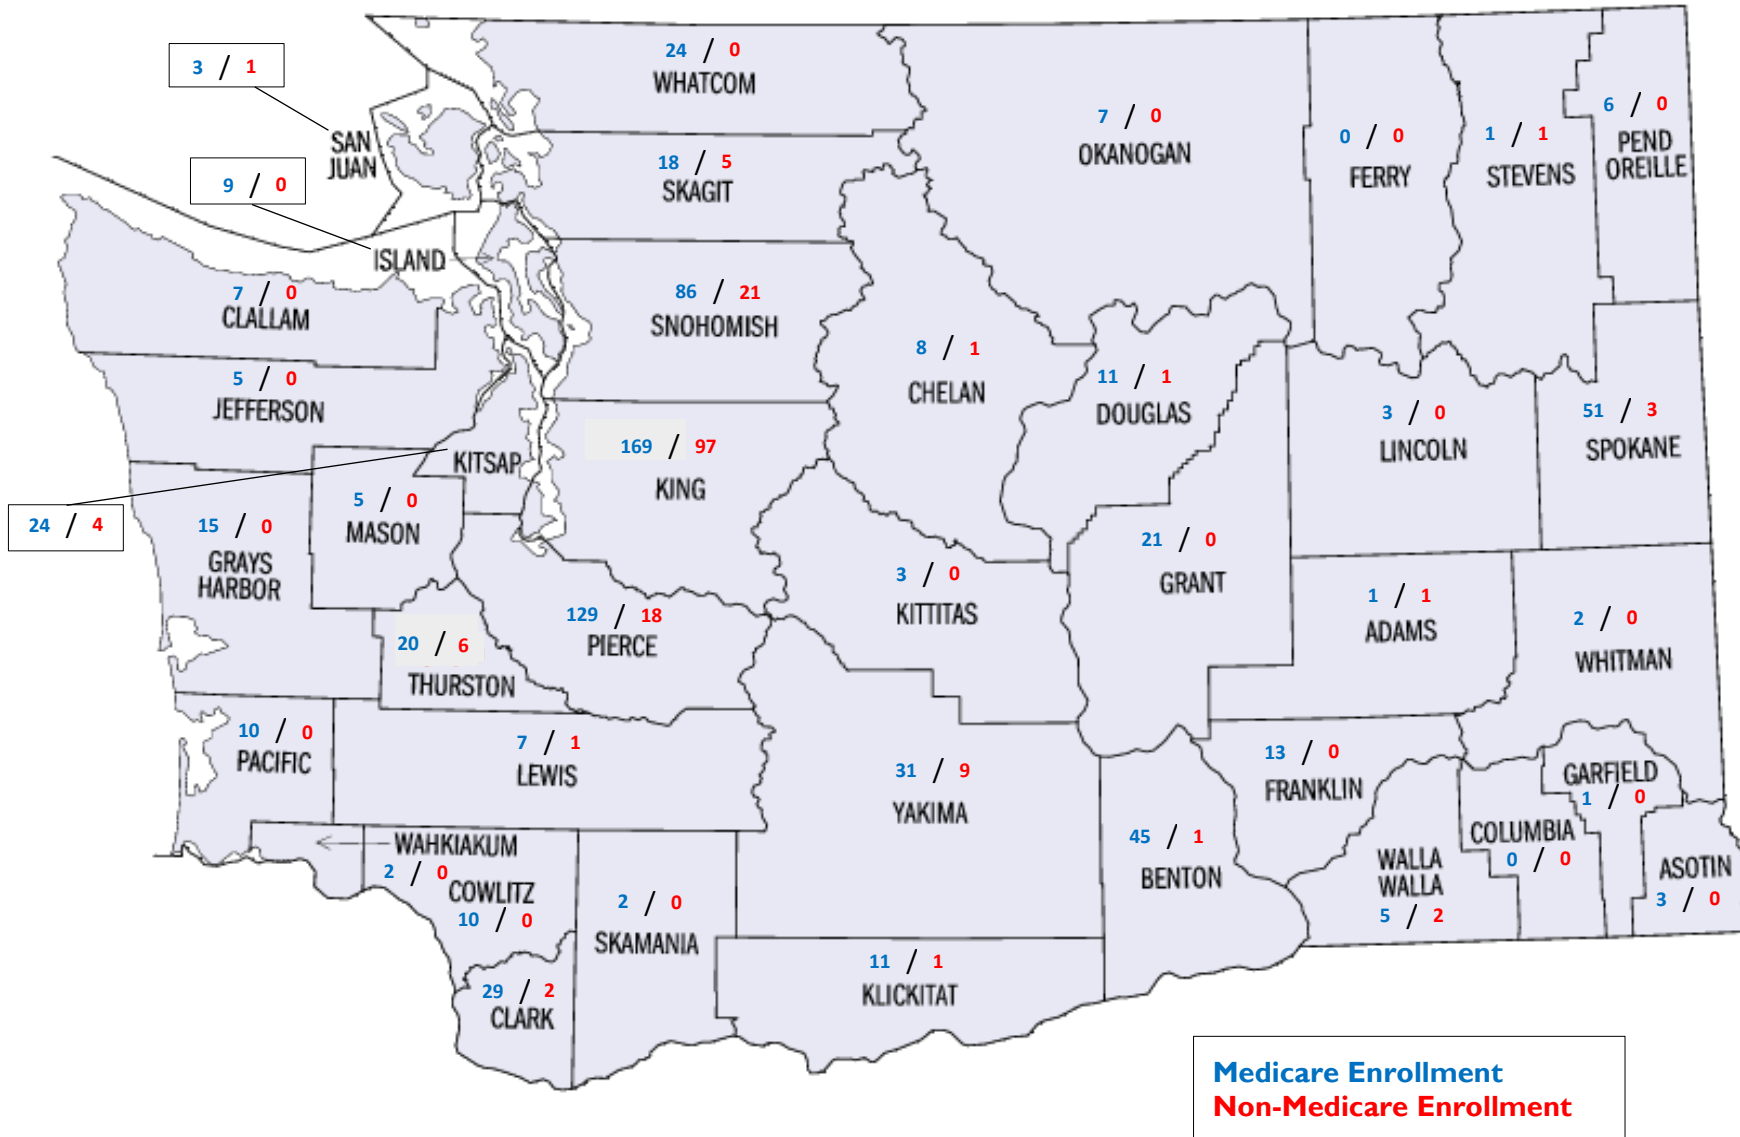 24 / 0
WHATCOM
3 / 1
SAN
JUAN
18 / 5
SKAGIT
9 / 0
ISLAND
7 / 0
OKANOGAN
0 / 0
FERRY
1 / 1
STEVENS
6 / 0
PEND
OREILLE
7 / 0
CLALLAM
86 / 21
SNOHOMISH
5 / 0
JEFFERSON
8 / 1
CHELAN
11 / 1
DOUGLAS
3 / 0
LINCOLN
51 / 3
SPOKANE
169 / 97
KING
KITSAP
24 / 4
5 / 0
MASON
15 / 0
GRAYS
HARBOR
21 / 0
GRANT
3 / 0
KITTITAS
1 / 1
ADAMS
2 / 0
WHITMAN
129 / 18
PIERCE
20 / 6
THURSTON
10 / 0
PACIFIC
7 / 1
LEWIS
31 / 9
YAKIMA
13 / 0
FRANKLIN
GARFIELD
1 / 0
COLUMBIA
0 / 0
45 / 1
BENTON
WALLA
WALLA
5 / 2
ASOTIN
3 / 0
WAHKIAKUM
2 / 0
COWLITZ
10 / 0
2 / 0
SKAMANIA
11 / 1
KLICKITAT
29 / 2
CLARK
Medicare Enrollment
Non-Medicare Enrollment